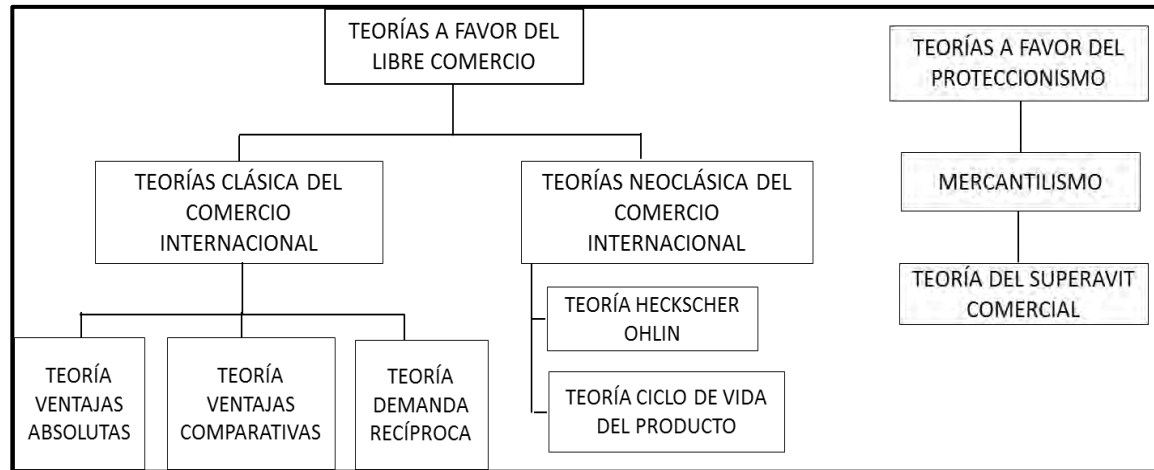 TEORÍAS A FAVOR DEL
LIBRE COMERCIO
TEORÍAS CLÁSICA DEL
COMERCIO
INTERNACIONAL
TEORÍA
VENTAJAS
ABSOLUTAS
TEORÍA
VENTAJAS
COMPARATIVAS
TEORÍA
DEMANDA
RECÍPROCA
TEORÍAS NEOCLÁSICA DEL
COMERCIO
INTERNACIONAL
TEORÍA HECKSCHER
OHLIN
TEORÍA CICLO DE VIDA
DEL PRODUCTO
TEORÍAS A FAVOR DEL
PROTECCIONISMO
MERCANTILISMO
TEORÍA DEL SUPERAVIT
COMERCIAL